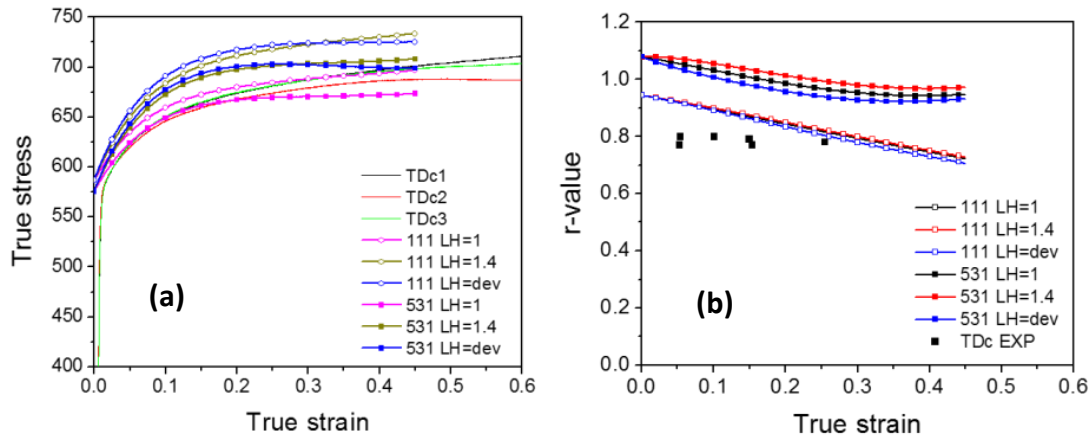 750
700
650
600
550
500
450
400
0.0 0.1 0.2 0.3 0.4 0.5 0.6
True stress
True strain
(a)
TDc1
TDc2
TDc3
111 LH=1
111 LH=1.4
111 LH=dev
531 LH=1
531 LH=1.4
531 LH=dev
1.2
1.0
0.8
0.6
0.4
0.2
0.0
0.0 0.1 0.2 0.3 0.4 0.5 0.6
r-value
True strain
(b)
111 LH=1
111 LH=1.4
111 LH=dev
531 LH=1
531 LH=1.4
531 LH=dev
TDc EXP